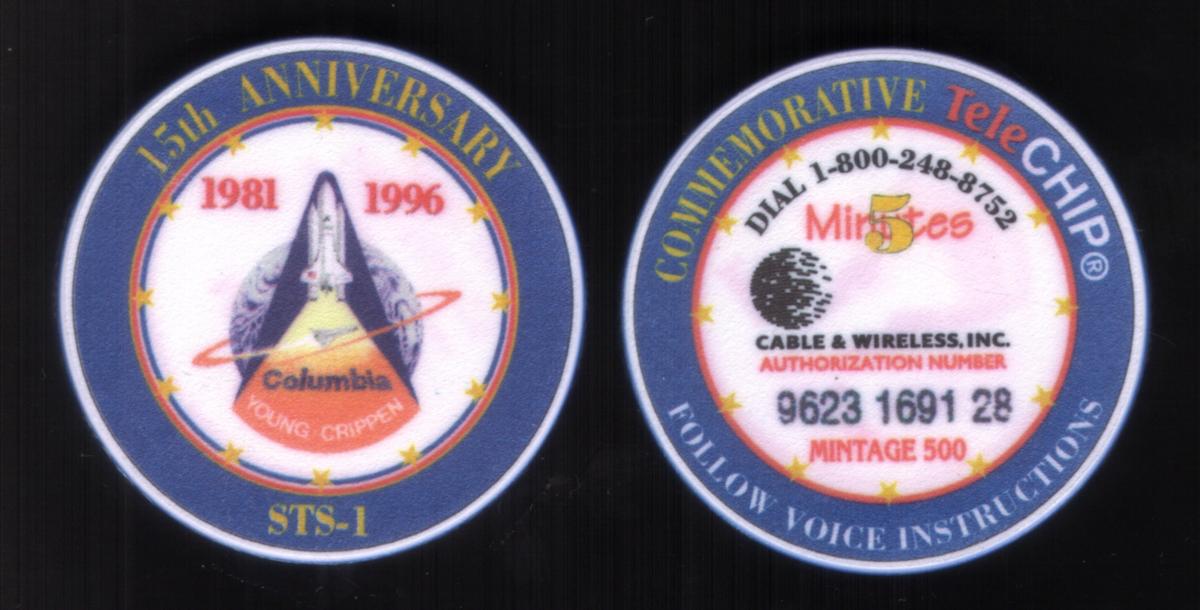 15th ANNIVERSARY
1981 1996
Columbia
YOUNG CRIPPEN
STS-1
COMMEMORATIVE TeleCHIP®
DIAL 1-800-248-8752
5 Minutes
CABLE & WIRELESS, INC.
AUTHORIZATION NUMBER
9623 1691 28
MINTAGE 500
FOLLOW VOICE INSTRUCTIONS